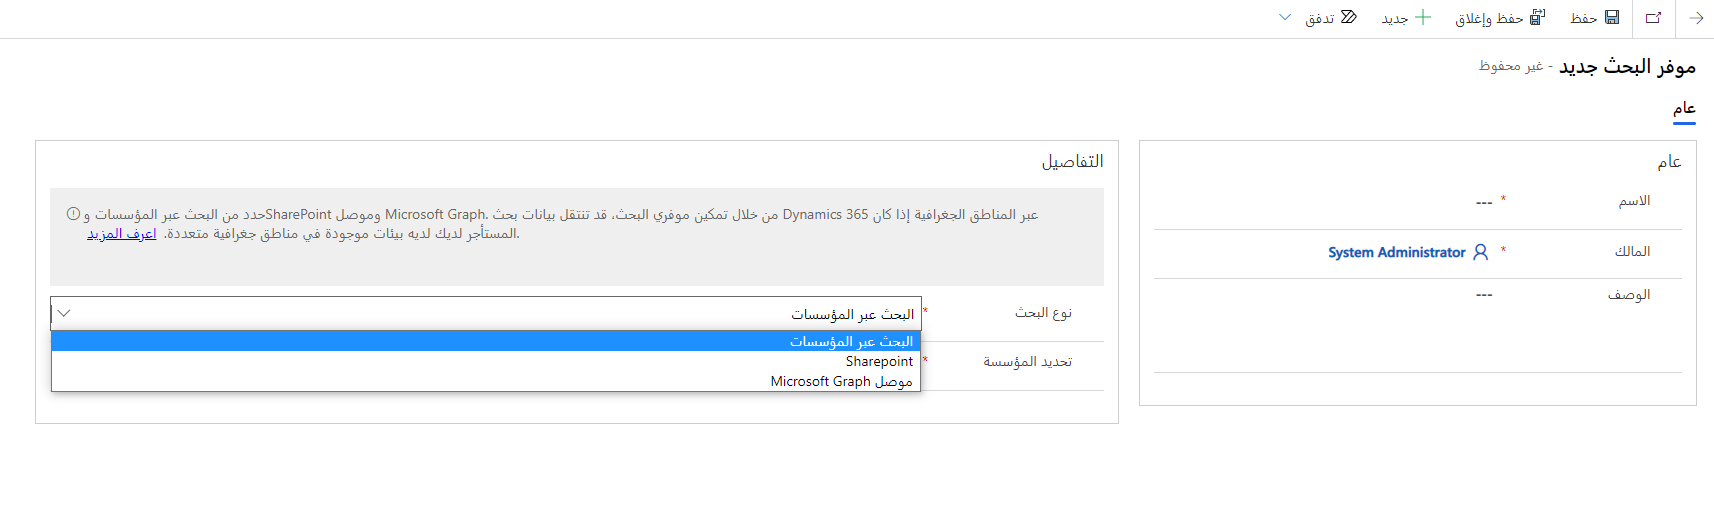 حفظ
حفظ وإغلاق
جديد
تدفق
موفر البحث جديد - غير محفوظ
عام
عام
الاسم * ---
المالك * System Administrator
الوصف ---
التفاصيل
حدد من البحث عبر المؤسسات وSharePoint وموصل Microsoft Graph. من خلال تمكين موفري البحث، قد تنتقل بيانات بحث Dynamics 365 عبر المناطق الجغرافية إذا كان
المستأجر لديك لديه بيئات موجودة في مناطق جغرافية متعددة. اعرف المزيد
نوع البحث * البحث عبر المؤسسات
البحث عبر المؤسسات
Sharepoint
موصل Microsoft Graph
تحديد المؤسسة *